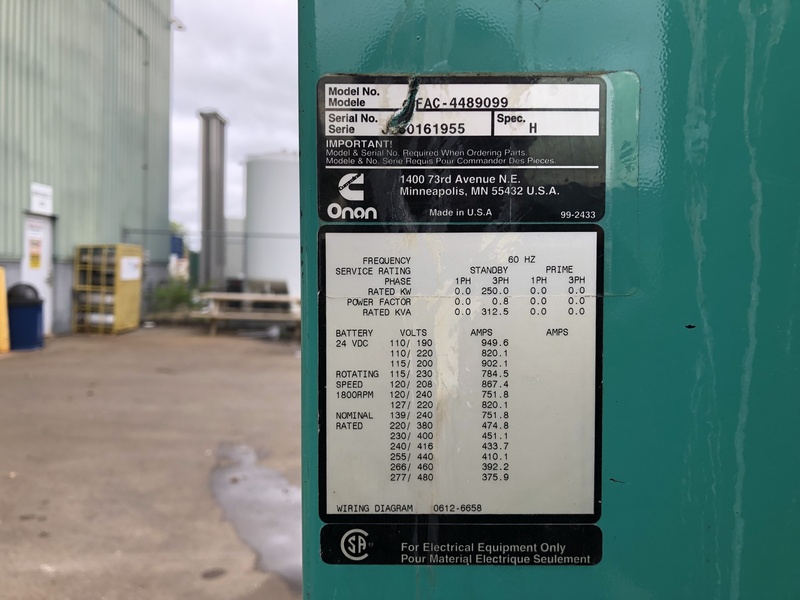 Model No.
Modele
FAC-4489099
Serial No.
Serie
0161955
Spec.
H
IMPORTANT!
Model & Serial No. Required When Ordering Parts.
Modele & No. Serie Requis Pour Commander Des Pieces.
1400 73rd Avenue N.E.
Minneapolis, MN 55432 U.S.A.
Onan
Made in U.S.A
99-2433
FREQUENCY 60 HZ
SERVICE RATING STANDBY PRIME
PHASE 1PH 3PH 1PH 3PH
RATED KW 0.0 250.0 0.0 0.0
POWER FACTOR 0.0 0.8 0.0 0.0
RATED KVA 0.0 312.5 0.0 0.0
BATTERY VOLTS AMPS AMPS
24 VDC 110/ 190 949.6
110/ 220 820.1
115/ 200 902.1
ROTATING 115/ 230 784.5
SPEED 120/ 208 867.4
1800RPM 120/ 240 751.8
127/ 220 820.1
NOMINAL 139/ 240 751.8
RATED 220/ 380 474.8
230/ 400 451.1
240/ 416 433.7
255/ 440 410.1
266/ 460 392.2
277/ 480 375.9
WIRING DIAGRAM 0612-6658
SA
For Electrical Equipment Only
Pour Material Electrique Seulement